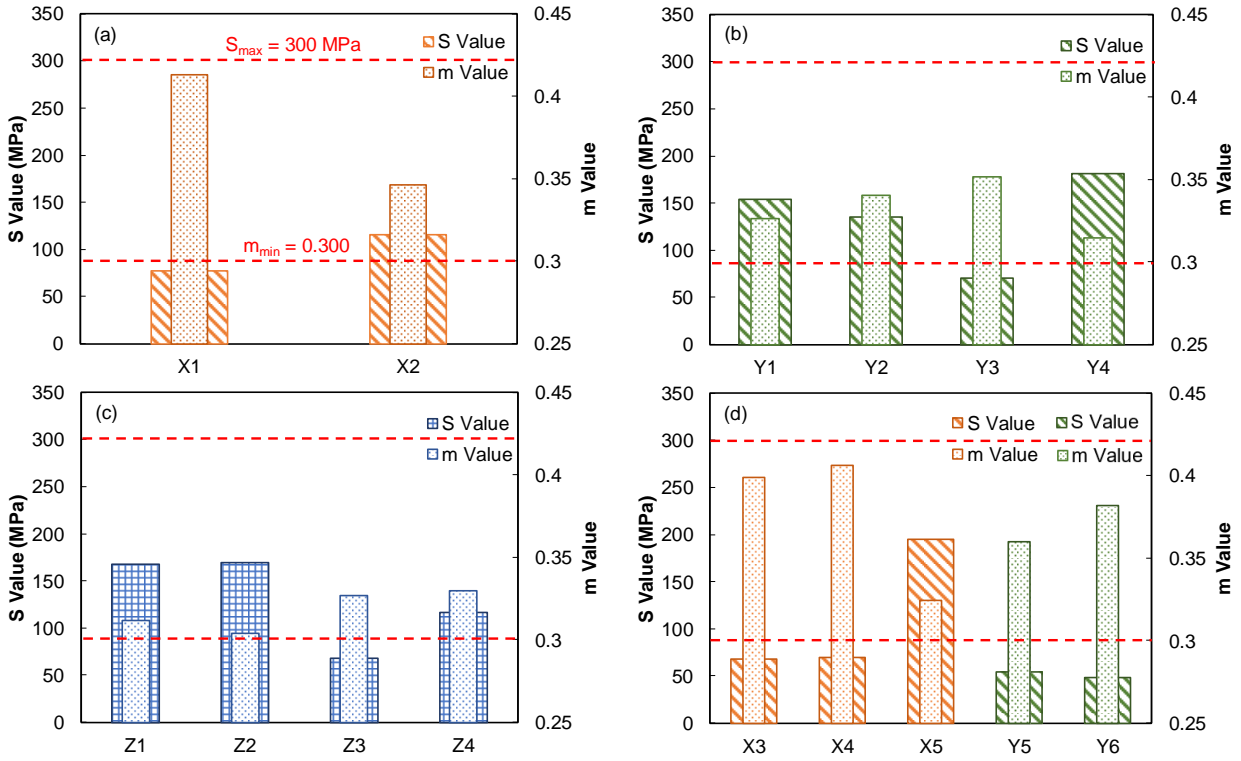 (a)
S Value (MPa)
350
300
250
200
150
100
50
0
Smax = 300 MPa
mmin = 0.300
S Value
m Value
0.45
0.4
0.35
0.3
0.25
m Value
X1 X2
(b)
S Value (MPa)
350
300
250
200
150
100
50
0
S Value
m Value
0.45
0.4
0.35
0.3
0.25
m Value
Y1 Y2 Y3 Y4
(c)
S Value (MPa)
350
300
250
200
150
100
50
0
S Value
m Value
0.45
0.4
0.35
0.3
0.25
m Value
Z1 Z2 Z3 Z4
(d)
S Value (MPa)
350
300
250
200
150
100
50
0
S Value S Value
m Value m Value
0.45
0.4
0.35
0.3
0.25
m Value
X3 X4 X5 Y5 Y6